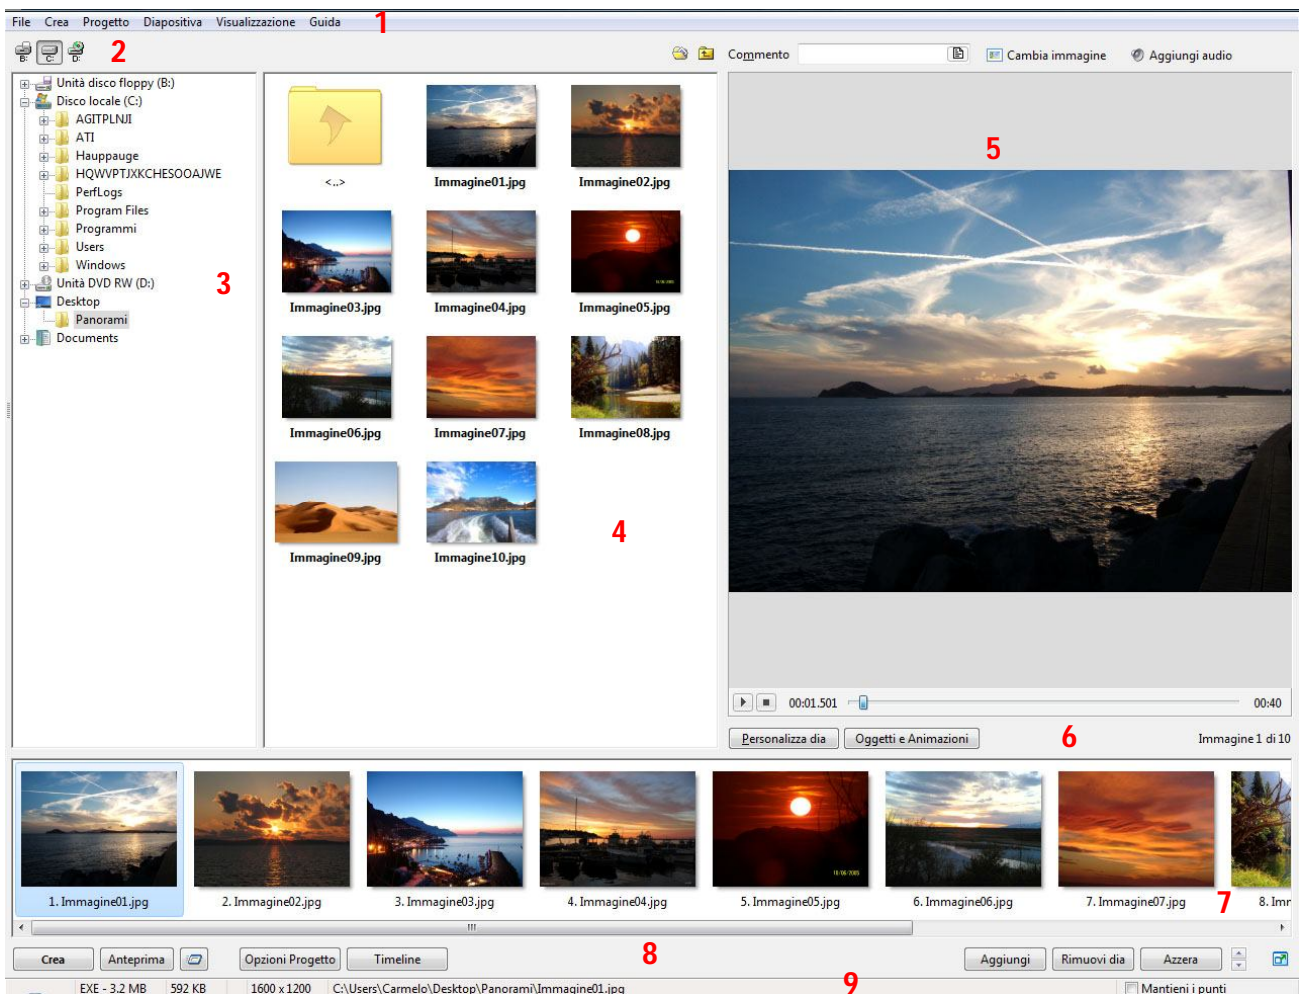 File Crea Progetto Diapositiva Visualizzazione Guida 1
B: C: D: 2
Commento Cambia immagine Aggiungi audio
Unità disco floppy (B:)
Disco locale (C:)
AGITPLNJI
ATI
Hauppauge
HQWVPTJXKCHESOOAJWE
PerfLogs
Program Files
Programmi
Users
Windows
Unità DVD RW (D:)
3
Desktop
Panorami
Documents
<..> Immagine01.jpg Immagine02.jpg
Immagine03.jpg Immagine04.jpg Immagine05.jpg
Immagine06.jpg Immagine07.jpg Immagine08.jpg
Immagine09.jpg Immagine10.jpg
4
5
00:01.501 00:40
Personalizza dia Oggetti e Animazioni 6 Immagine 1 di 10
1. Immagine01.jpg 2. Immagine02.jpg 3. Immagine03.jpg 4. Immagine04.jpg 5. Immagine05.jpg 6. Immagine06.jpg 7. Immagine07.jpg 7 8. Imm
Crea Anteprima Opzioni Progetto Timeline 8 Aggiungi Rimuovi dia Azzera
EXE - 3.2 MB 592 KB 1600 x 1200 C:\Users\Carmelo\Desktop\Panorami\Immagine01.jpg 9 Mantieni i punti